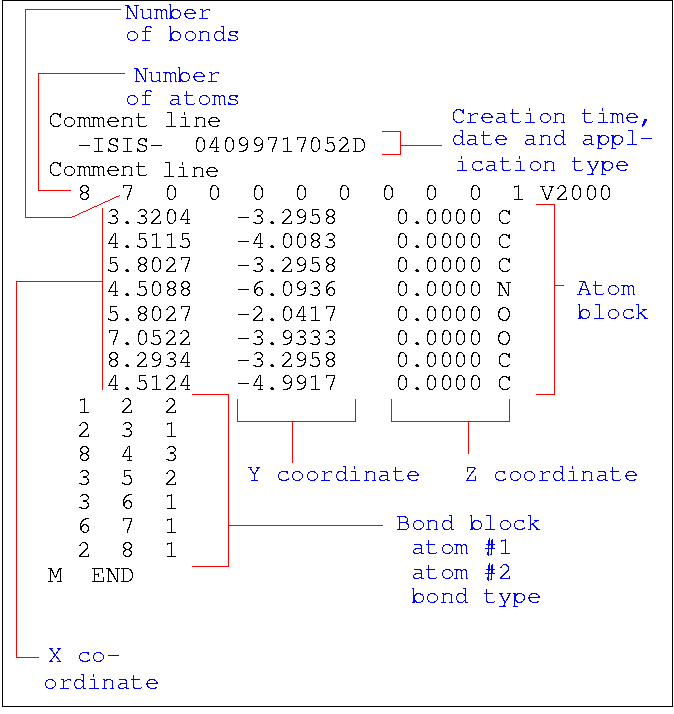 Number
of bonds
Number
of atoms
Comment line
-ISIS- 04099717052D
Creation time,
date and appl-
ication type
Comment line
8 7 0 0 0 0 0 0 0 0 1 V2000
3.3204 -3.2958 0.0000 C
4.5115 -4.0083 0.0000 C
5.8027 -3.2958 0.0000 C
4.5088 -6.0936 0.0000 N
5.8027 -2.0417 0.0000 O
7.0522 -3.9333 0.0000 O
8.2934 -3.2958 0.0000 C
4.5124 -4.9917 0.0000 C
Atom
block
1 2 2
2 3 1
8 4 3
3 5 2
3 6 1
6 7 1
2 8 1
M END
Y coordinate
Z coordinate
Bond block
atom #1
atom #2
bond type
X co-
ordinate